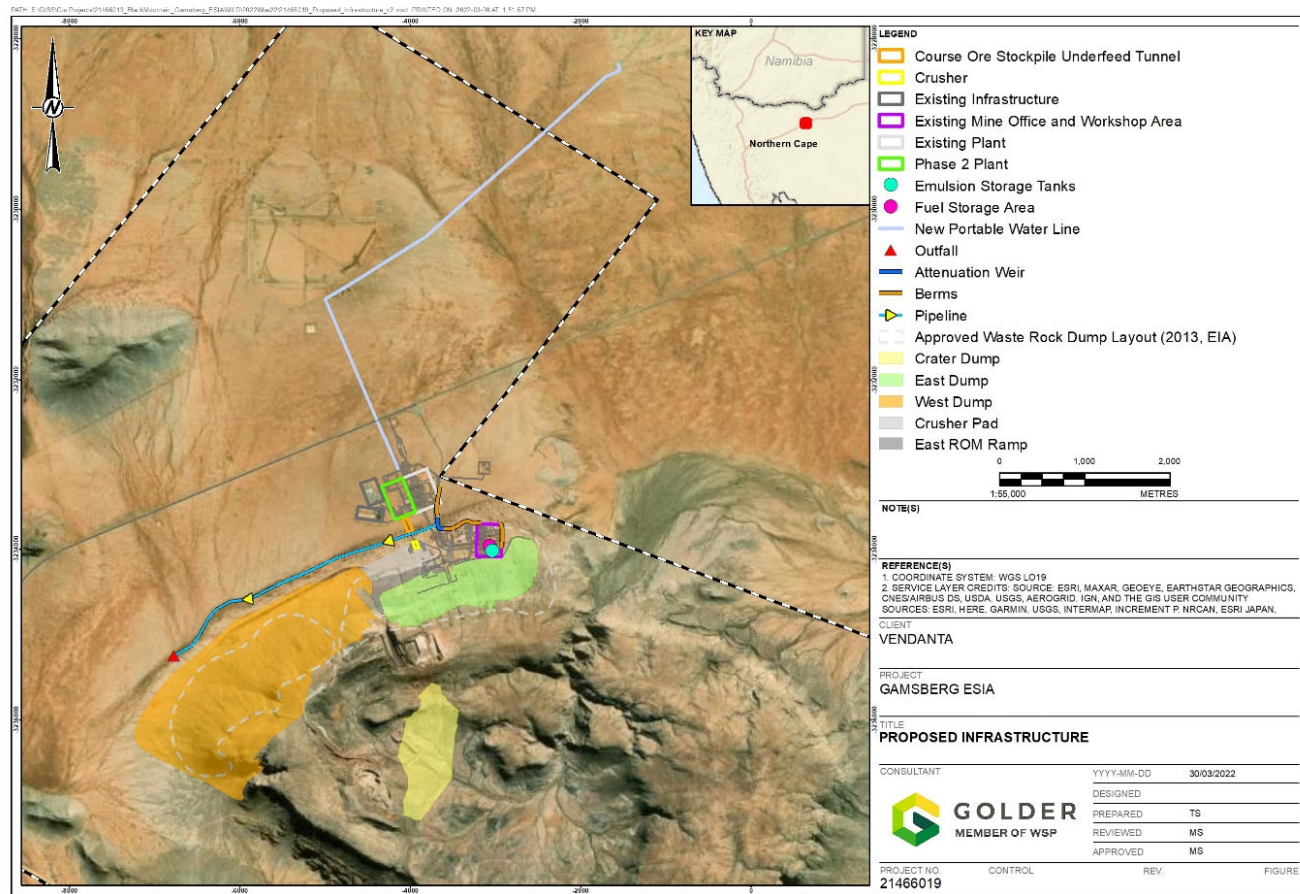 KEY MAP
Namibia
Northern Cape
N
-8000
-6000
-4000
-2000
0
-3228000
-3230000
-3232000
-3234000
LEGEND
Course Ore Stockpile Underfeed Tunnel
Crusher
Existing Infrastructure
Existing Mine Office and Workshop Area
Existing Plant
Phase 2 Plant
Emulsion Storage Tanks
Fuel Storage Area
New Portable Water Line
Outfall
Attenuation Weir
Berms
Pipeline
Approved Waste Rock Dump Layout (2013, EIA)
Crater Dump
East Dump
West Dump
Crusher Pad
East ROM Ramp
0 1,000 2,000
1:55,000 METRES
NOTE(S)
REFERENCE(S)
1. COORDINATE SYSTEM: WGS LO19
2. SERVICE LAYER CREDITS: SOURCE: ESRI, MAXAR, GEOEYE, EARTHSTAR GEOGRAPHICS,
CNES/AIRBUS DS, USDA, USGS, AEROGRID, IGN, AND THE GIS USER COMMUNITY
SOURCES: ESRI, HERE, GARMIN, USGS, INTERMAP, INCREMENT P, NRCAN, ESRI JAPAN,
CLIENT
VENDANTA
PROJECT
GAMSBERG ESIA
TITLE
PROPOSED INFRASTRUCTURE
CONSULTANT
GOLDER
MEMBER OF WSP
YYYY-MM-DD 30/03/2022
DESIGNED
PREPARED TS
REVIEWED MS
APPROVED MS
PROJECT NO. CONTROL REV. FIGURE
21466019